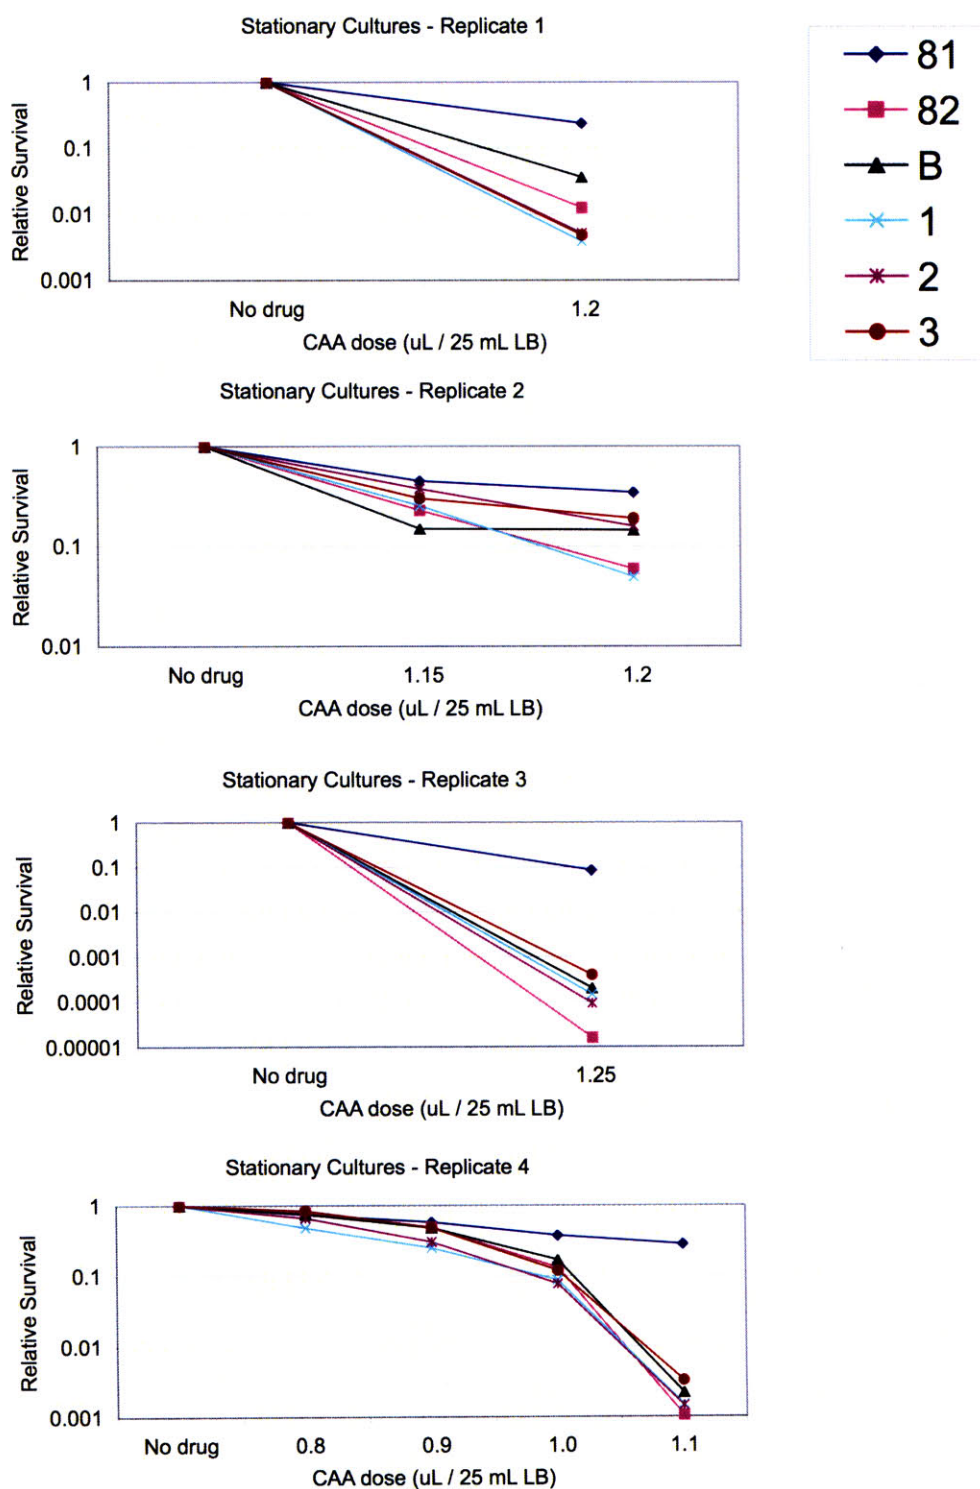 Stationary Cultures - Replicate 1
1
0.1
0.01
0.001
Relative Survival
No drug 1.2
CAA dose (uL / 25 mL LB)
81
82
B
1
2
3
Stationary Cultures - Replicate 2
1
0.1
0.01
Relative Survival
No drug 1.15 1.2
CAA dose (uL / 25 mL LB)
Stationary Cultures - Replicate 3
1
0.1
0.01
0.001
0.0001
0.00001
Relative Survival
No drug 1.25
CAA dose (uL / 25 mL LB)
Stationary Cultures - Replicate 4
1
0.1
0.01
0.001
Relative Survival
No drug 0.8 0.9 1.0 1.1
CAA dose (uL / 25 mL LB)